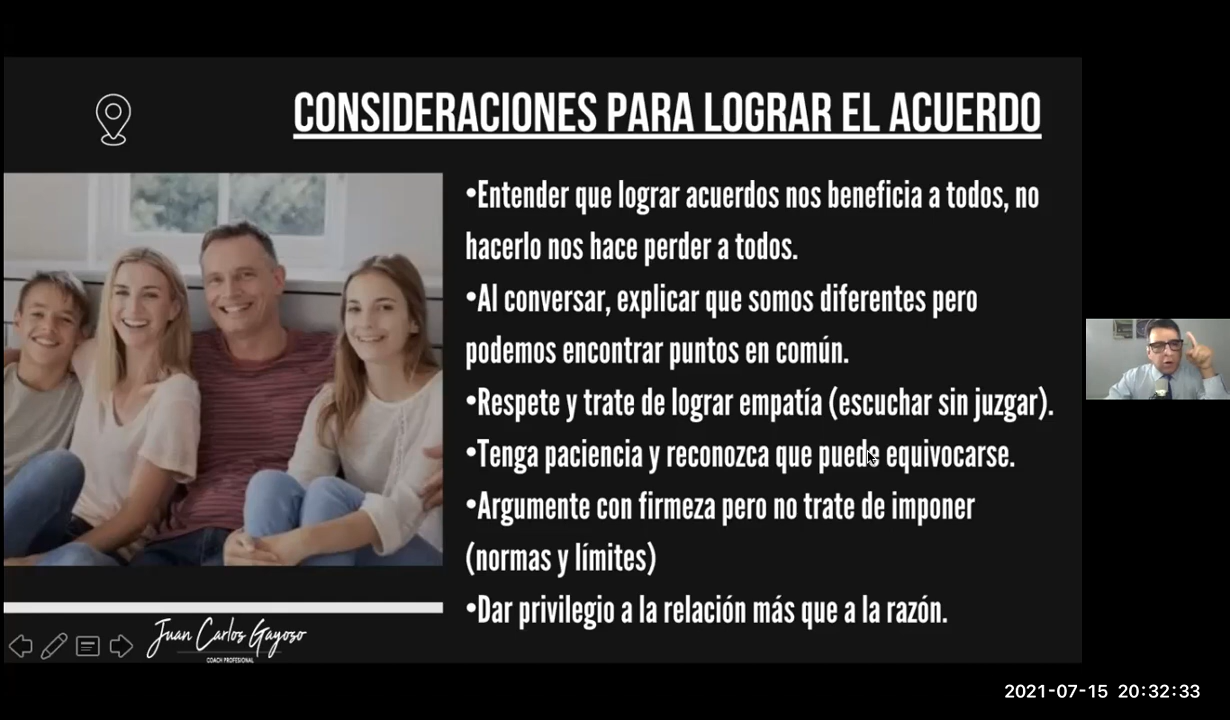 CONSIDERACIONES PARA LOGRAR EL ACUERDO
•Entender que lograr acuerdos nos beneficia a todos, no
hacerlo nos hace perder a todos.
•Al conversar, explicar que somos diferentes pero
podemos encontrar puntos en común.
•Respete y trate de lograr empatía (escuchar sin juzgar).
•Tenga paciencia y reconozca que puede equivocarse.
•Argumente con firmeza pero no trate de imponer
(normas y límites)
•Dar privilegio a la relación más que a la razón.
Juan Carlos Gayoso
COACH PROFESIONAL
2021-07-15 20:32:33